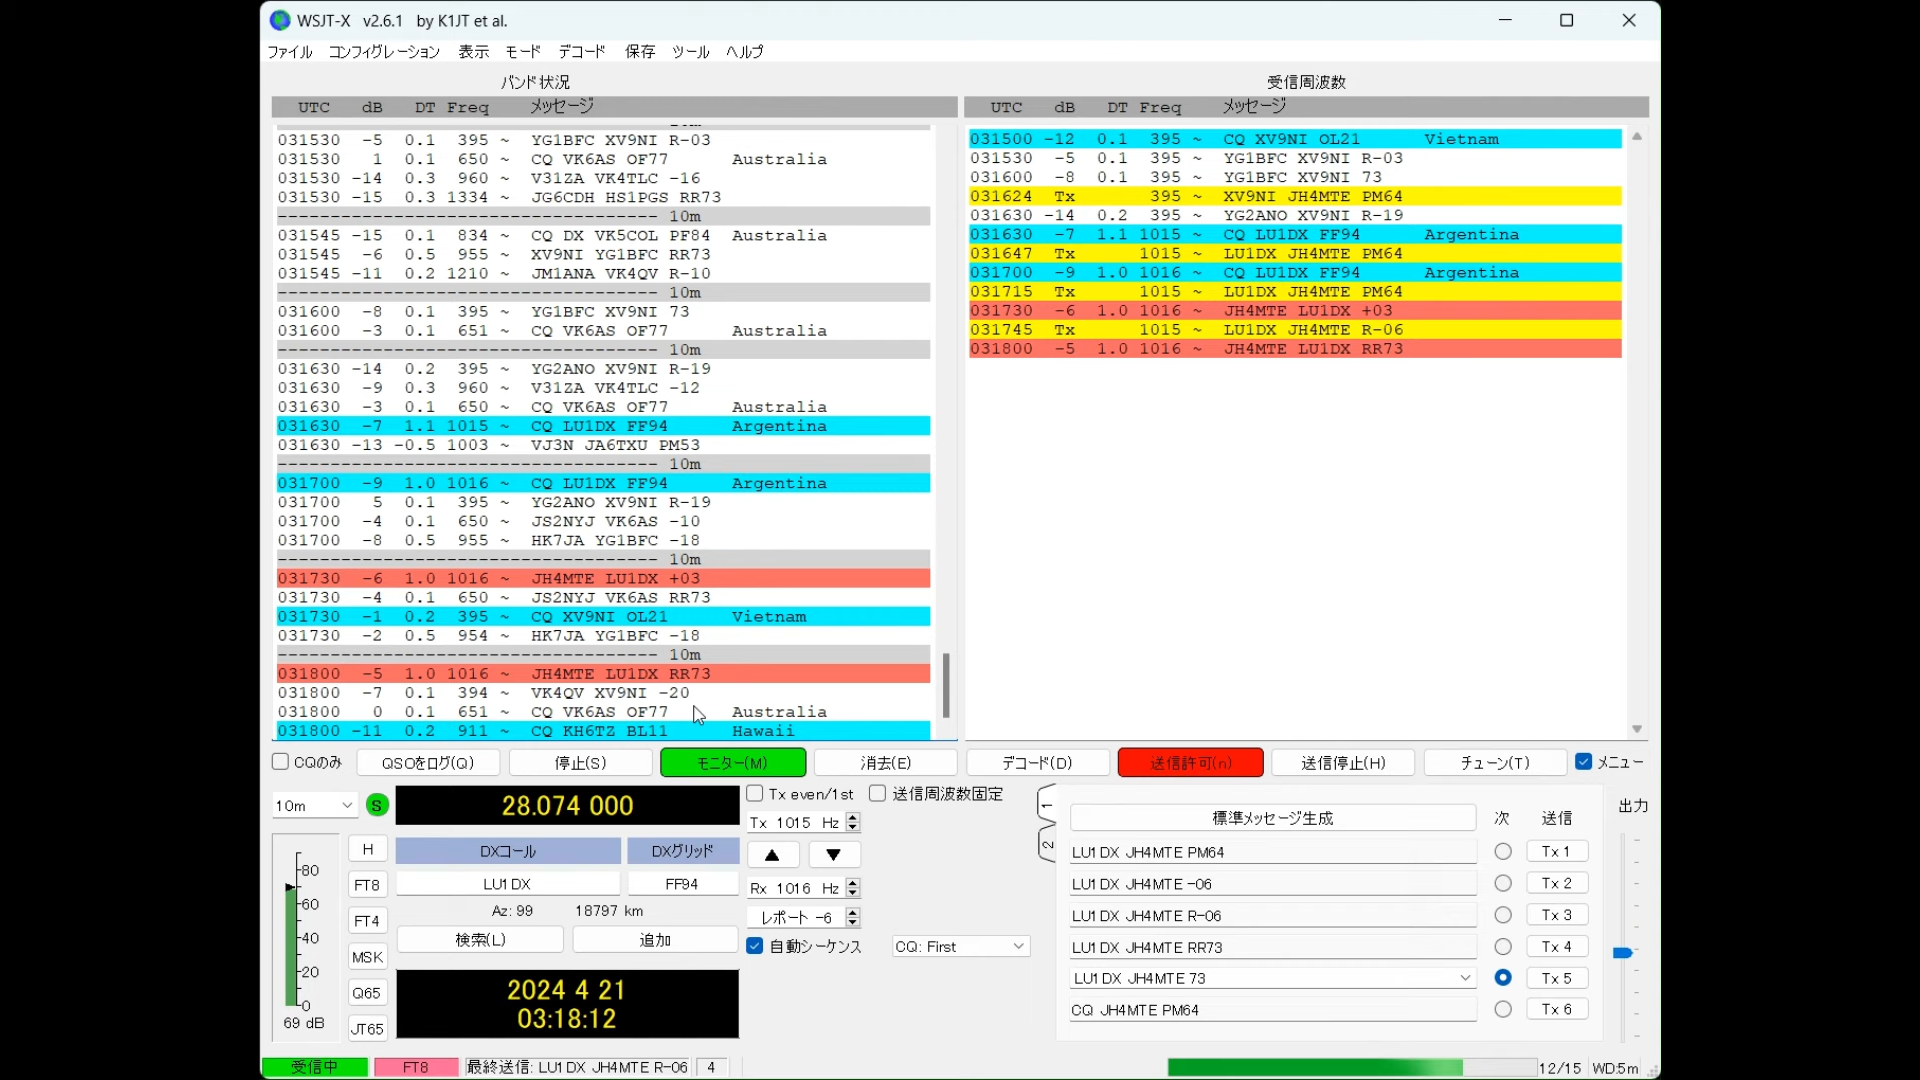 WSJT-X v2.6.1 by K1JT et al.
ファイル コンフィグレーション 表示 モード デコード 保存 ツール ヘルプ
バンド状況
UTC dB DT Freq メッセージ
031530 -5 0.1 395 ~ YG1BFC XV9NI R-03
031530 1 0.1 650 ~ CQ VK6AS OF77 Australia
031530 -14 0.3 960 ~ V31ZA VK4TLC -16
031530 -15 0.3 1334 ~ JG6CDH HS1PGS RR73
------------------------------------ 10m
031545 -15 0.1 834 ~ CQ DX VK5COL PF84 Australia
031545 -6 0.5 955 ~ XV9NI YG1BFC RR73
031545 -11 0.2 1210 ~ JM1ANA VK4QV R-10
------------------------------------ 10m
031600 -8 0.1 395 ~ YG1BFC XV9NI 73
031600 -3 0.1 651 ~ CQ VK6AS OF77 Australia
------------------------------------ 10m
031630 -14 0.2 395 ~ YG2ANO XV9NI R-19
031630 -9 0.3 960 ~ V31ZA VK4TLC -12
031630 -3 0.1 650 ~ CQ VK6AS OF77 Australia
031630 -7 1.1 1015 ~ CQ LU1DX FF94 Argentina
031630 -13 -0.5 1003 ~ VJ3N JA6TXU PM53
------------------------------------ 10m
031700 -9 1.0 1016 ~ CQ LU1DX FF94 Argentina
031700 5 0.1 395 ~ YG2ANO XV9NI R-19
031700 -4 0.1 650 ~ JS2NYJ VK6AS -10
031700 -8 0.5 955 ~ HK7JA YG1BFC -18
------------------------------------ 10m
031730 -6 1.0 1016 ~ JH4MTE LU1DX +03
031730 -4 0.1 650 ~ JS2NYJ VK6AS RR73
031730 -1 0.2 395 ~ CQ XV9NI OL21 Vietnam
031730 -2 0.5 954 ~ HK7JA YG1BFC -18
------------------------------------ 10m
031800 -5 1.0 1016 ~ JH4MTE LU1DX RR73
031800 -7 0.1 394 ~ VK4QV XV9NI -20
031800 0 0.1 651 ~ CQ VK6AS OF77 Australia
031800 -11 0.2 911 ~ CQ KH6TZ BL11 Hawaii
受信周波数
UTC dB DT Freq メッセージ
031500 -12 0.1 395 ~ CQ XV9NI OL21 Vietnam
031530 -5 0.1 395 ~ YG1BFC XV9NI R-03
031600 -8 0.1 395 ~ YG1BFC XV9NI 73
031624 Tx 395 ~ XV9NI JH4MTE PM64
031630 -14 0.2 395 ~ YG2ANO XV9NI R-19
031630 -7 1.1 1015 ~ CQ LU1DX FF94 Argentina
031647 Tx 1015 ~ LU1DX JH4MTE PM64
031700 -9 1.0 1016 ~ CQ LU1DX FF94 Argentina
031715 Tx 1015 ~ LU1DX JH4MTE PM64
031730 -6 1.0 1016 ~ JH4MTE LU1DX +03
031745 Tx 1015 ~ LU1DX JH4MTE R-06
031800 -5 1.0 1016 ~ JH4MTE LU1DX RR73
CQのみ QSOをログ(Q) 停止(S) モニター(M) 消去(E) デコード(D) 送信許可(n) 送信停止(H) チューン(T) メニュー
10m S 28.074 000
H
FT8
FT4
MSK
Q65
JT65
80
60
40
20
0
69 dB
DXコール DXグリッド
LU1DX FF94
Az: 99 18797 km
検索(L) 追加
2024 4 21
03:18:12
Tx even/1st 送信周波数固定
Tx 1015 Hz
Rx 1016 Hz
レポート -6
自動シーケンス CQ: First
1
2
標準メッセージ生成 次 送信 出力
LU1DX JH4MTE PM64 Tx 1
LU1DX JH4MTE -06 Tx 2
LU1DX JH4MTE R-06 Tx 3
LU1DX JH4MTE RR73 Tx 4
LU1DX JH4MTE 73 Tx 5
CQ JH4MTE PM64 Tx 6
受信中 FT8 最終送信: LU1DX JH4MTE R-06 4 12/15 WD:5m